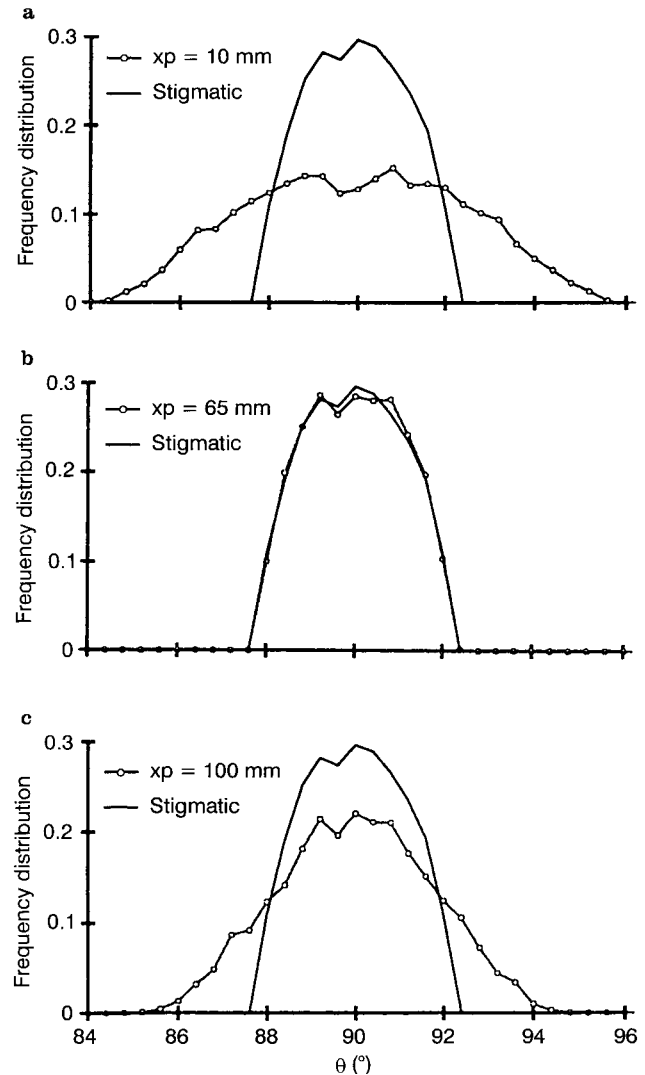 a
Frequency distribution
0.3
0.2
0.1
0
xp = 10 mm
Stigmatic
b
Frequency distribution
0.3
0.2
0.1
0
xp = 65 mm
Stigmatic
c
Frequency distribution
0.3
0.2
0.1
0
xp = 100 mm
Stigmatic
84 86 88 90 92 94 96
θ (°)